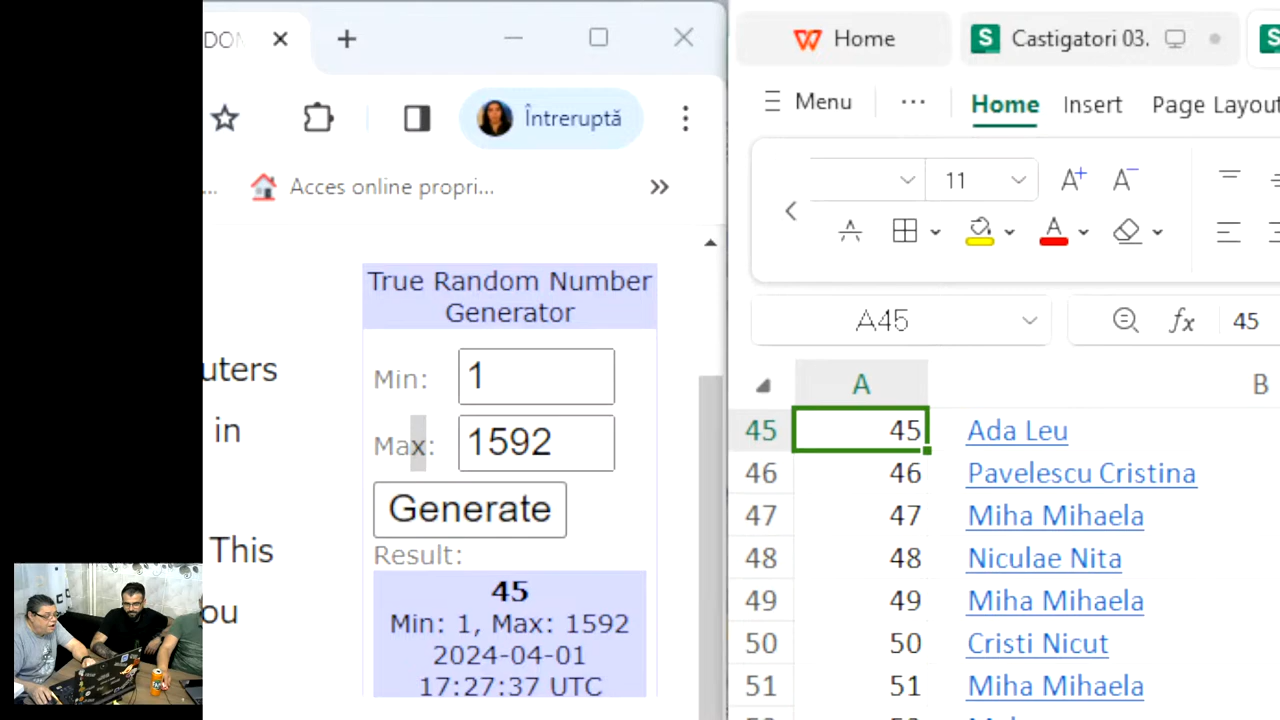 Home
Castigatori 03.
Menu
...
Home
Insert
Page Layout
Întreruptă
11
...
Acces online propri...
A45
fx
45
True Random Number
Generator
Min:
1
Max:
1592
Generate
Result:
45
Min: 1, Max: 1592
2024-04-01
17:27:37 UTC
uters
in
This
ou
A
B
45
45
Ada Leu
46
46
Pavelescu Cristina
47
47
Miha Mihaela
48
48
Niculae Nita
49
49
Miha Mihaela
50
50
Cristi Nicut
51
51
Miha Mihaela